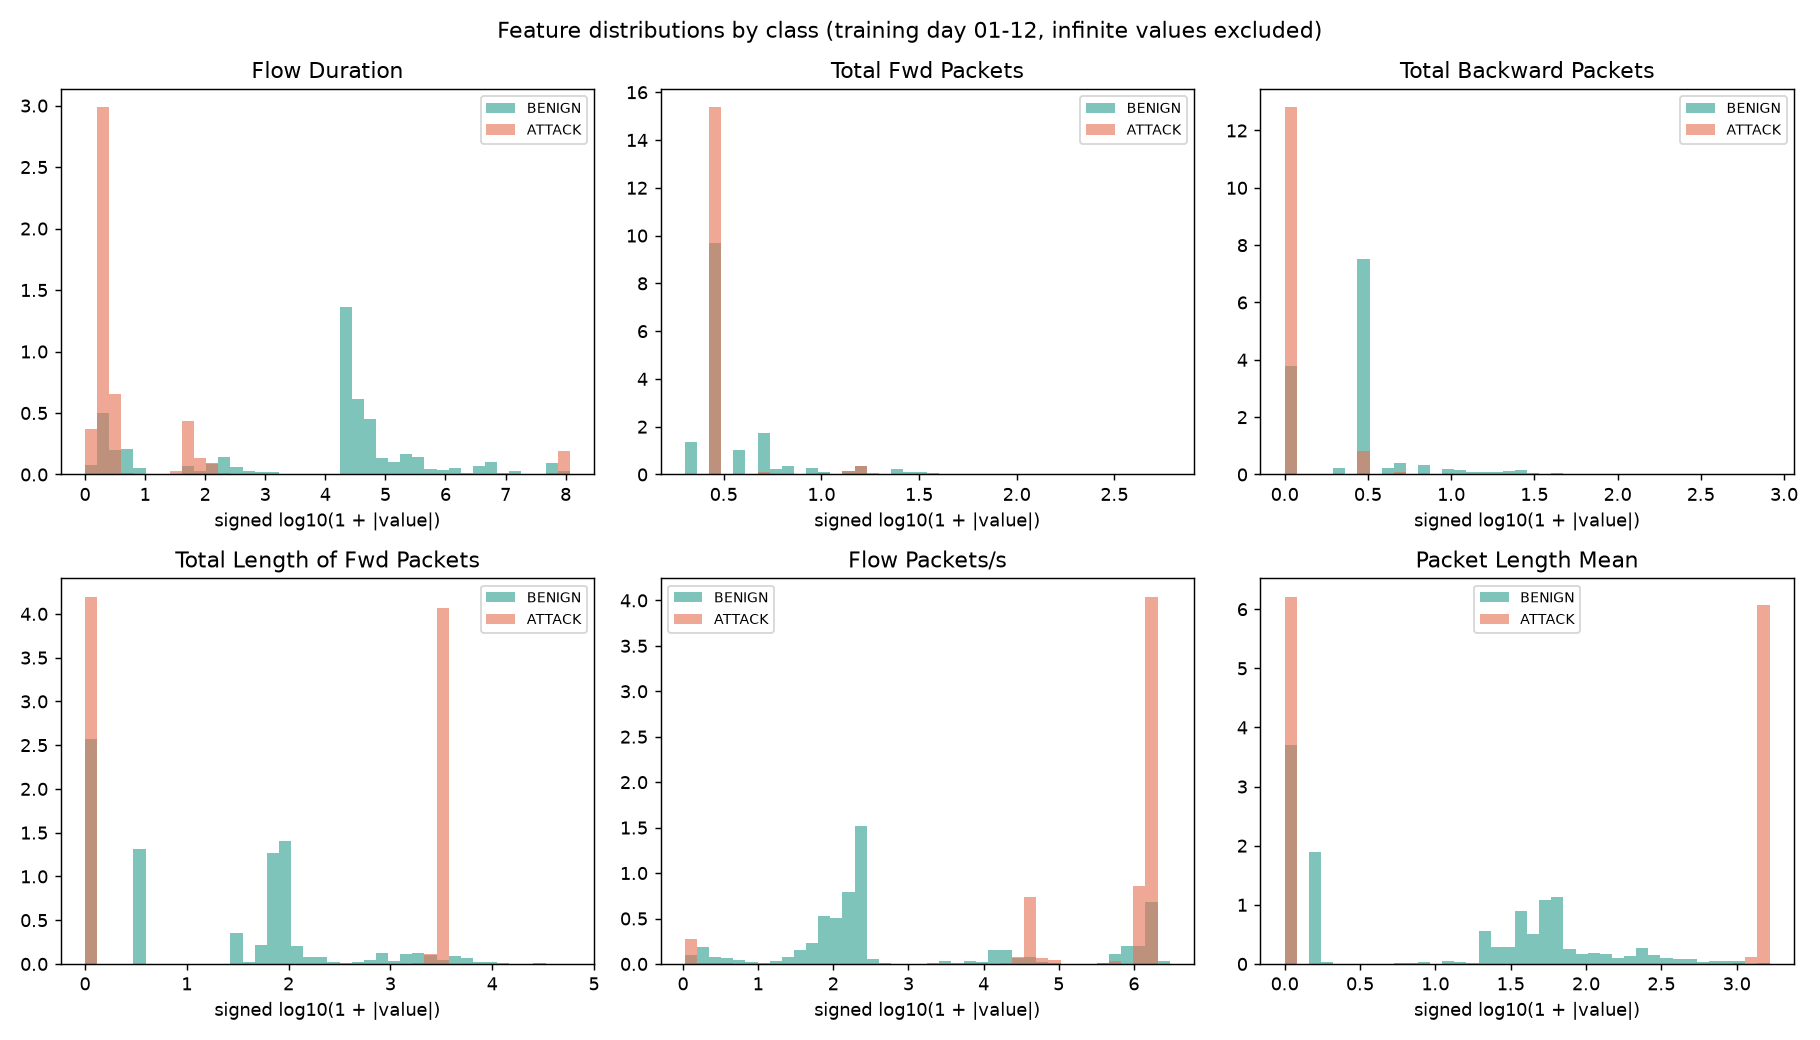 Feature distributions by class (training day 01-12, infinite values excluded)
Flow Duration
3.0
2.5
2.0
1.5
1.0
0.5
0.0
BENIGN
ATTACK
0 1 2 3 4 5 6 7 8
signed log10(1 + |value|)
Total Fwd Packets
16
14
12
10
8
6
4
2
0
BENIGN
ATTACK
0.5 1.0 1.5 2.0 2.5
signed log10(1 + |value|)
Total Backward Packets
12
10
8
6
4
2
0
BENIGN
ATTACK
0.0 0.5 1.0 1.5 2.0 2.5 3.0
signed log10(1 + |value|)
Total Length of Fwd Packets
4.0
3.5
3.0
2.5
2.0
1.5
1.0
0.5
0.0
BENIGN
ATTACK
0 1 2 3 4 5
signed log10(1 + |value|)
Flow Packets/s
4.0
3.5
3.0
2.5
2.0
1.5
1.0
0.5
0.0
BENIGN
ATTACK
0 1 2 3 4 5 6
signed log10(1 + |value|)
Packet Length Mean
6
5
4
3
2
1
0
BENIGN
ATTACK
0.0 0.5 1.0 1.5 2.0 2.5 3.0
signed log10(1 + |value|)